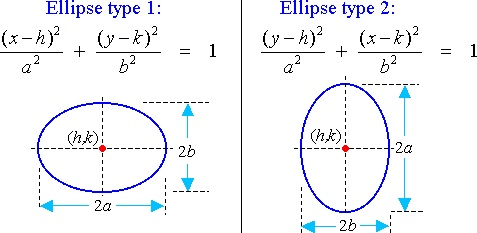 Ellipse type 1:
(x – h)² / a² + (y – k)² / b² = 1
(h,k)
2b
2a
Ellipse type 2:
(y – h)² / a² + (x – k)² / b² = 1
(h,k)
2a
2b